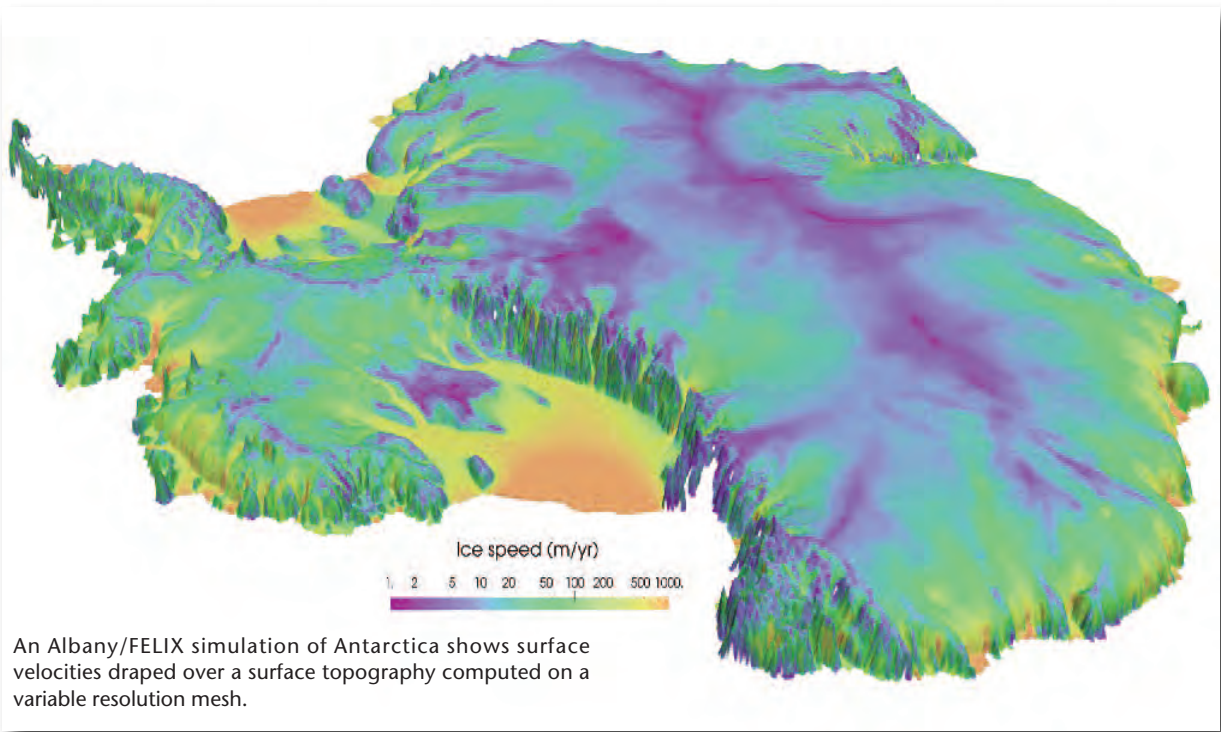 Ice speed (m/yr)
1. 2 5 10 20 50 100 200 500 1000.
An Albany/FELIX simulation of Antarctica shows surface
velocities draped over a surface topography computed on a
variable resolution mesh.